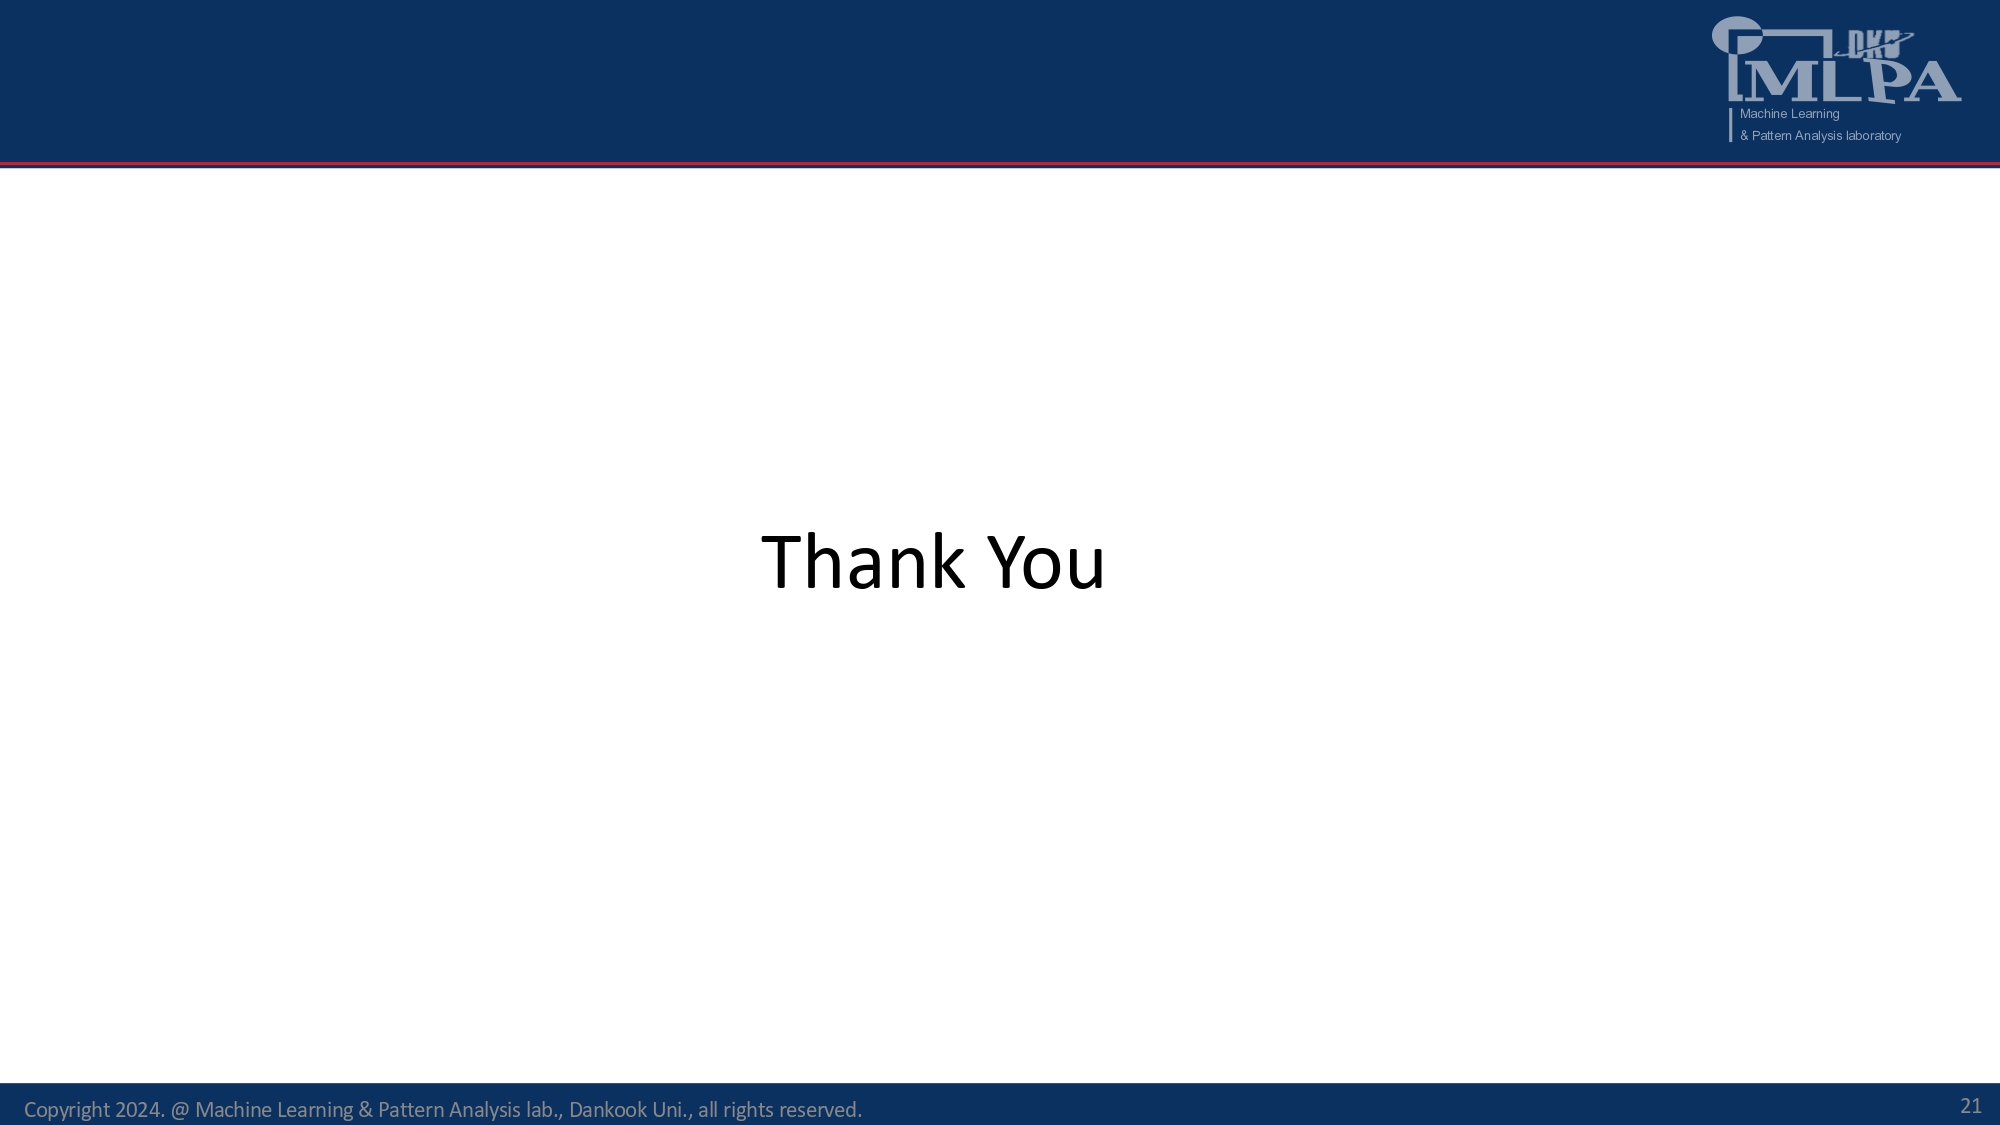 DKU
MLPA
Machine Learning
& Pattern Analysis laboratory
Thank You
Copyright 2024. @ Machine Learning & Pattern Analysis lab., Dankook Uni., all rights reserved.
21